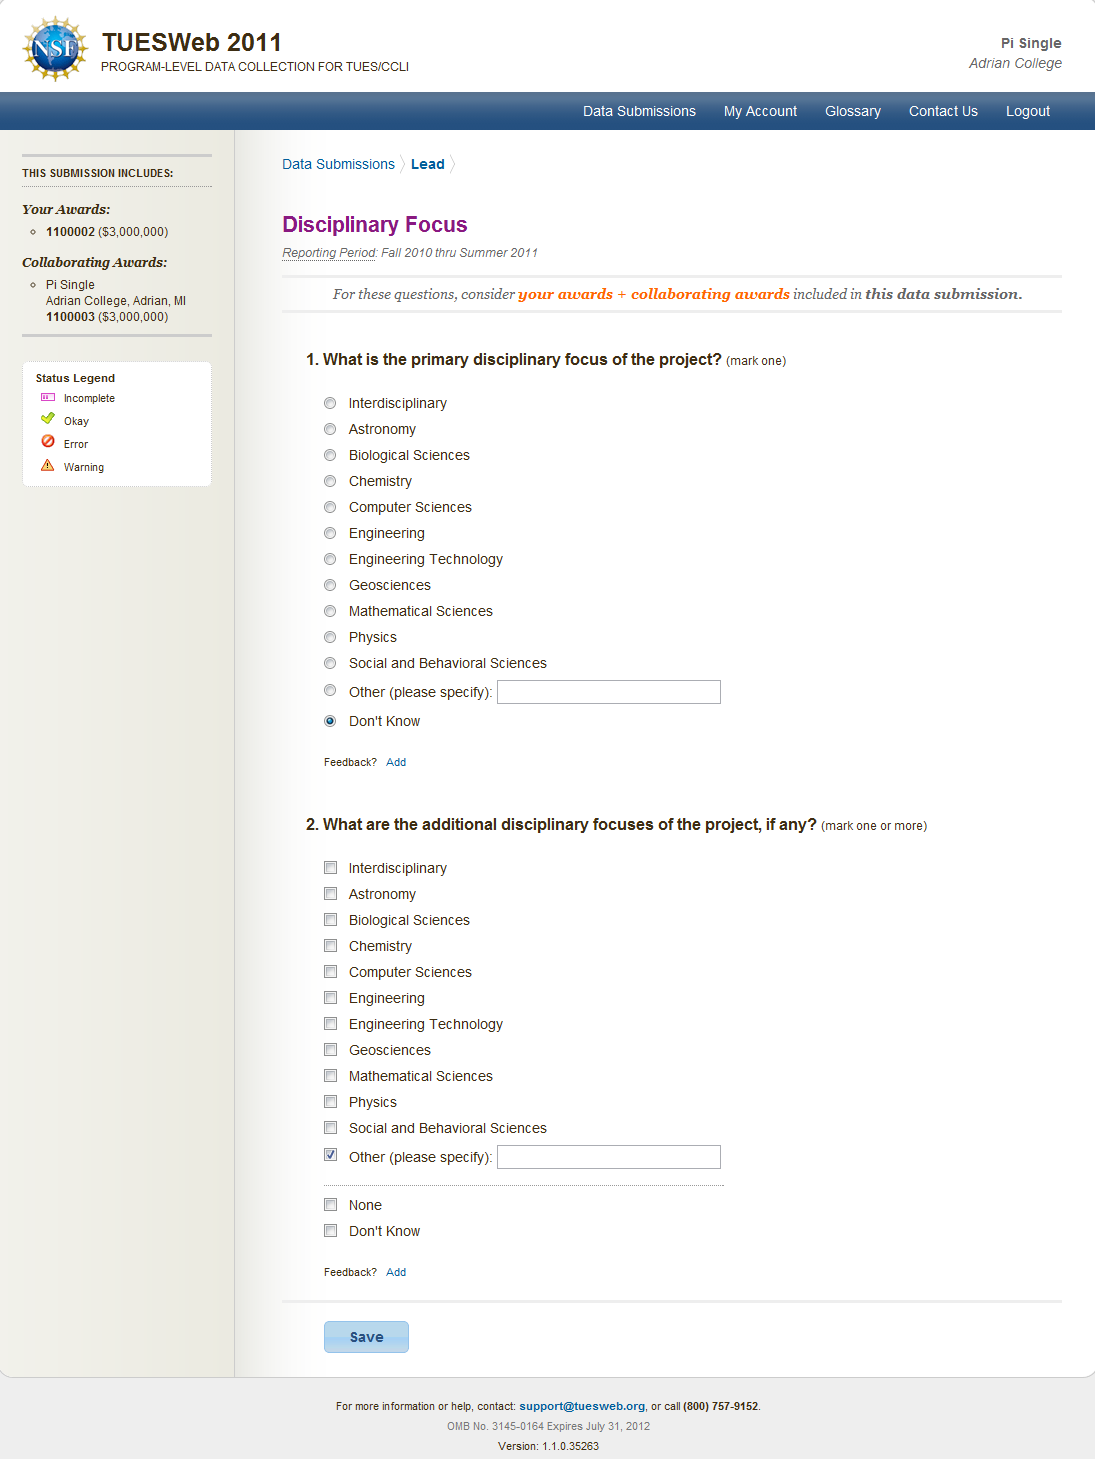 NSF
TUESWeb 2011
PROGRAM-LEVEL DATA COLLECTION FOR TUES/CCLI
Pi Single
Adrian College
Data Submissions My Account Glossary Contact Us Logout
THIS SUBMISSION INCLUDES:
Your Awards:
1100002 ($3,000,000)
Collaborating Awards:
Pi Single
Adrian College, Adrian, MI
1100003 ($3,000,000)
Status Legend
Incomplete
Okay
Error
Warning
Data Submissions Lead
Disciplinary Focus
Reporting Period: Fall 2010 thru Summer 2011
For these questions, consider your awards + collaborating awards included in this data submission.
1. What is the primary disciplinary focus of the project? (mark one)
Interdisciplinary
Astronomy
Biological Sciences
Chemistry
Computer Sciences
Engineering
Engineering Technology
Geosciences
Mathematical Sciences
Physics
Social and Behavioral Sciences
Other (please specify):
Don't Know
Feedback? Add
2. What are the additional disciplinary focuses of the project, if any? (mark one or more)
Interdisciplinary
Astronomy
Biological Sciences
Chemistry
Computer Sciences
Engineering
Engineering Technology
Geosciences
Mathematical Sciences
Physics
Social and Behavioral Sciences
Other (please specify):
None
Don't Know
Feedback? Add
Save
For more information or help, contact: support@tuesweb.org, or call (800) 757-9152.
OMB No. 3145-0164 Expires July 31, 2012
Version: 1.1.0.35263